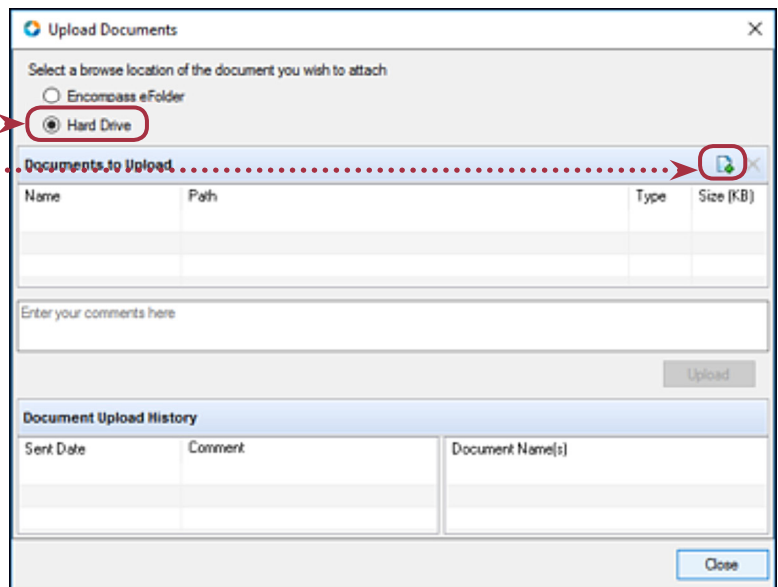 Upload Documents
Select a browse location of the document you wish to attach
Encompass eFolder
Hard Drive
Documents to Upload
Name Path Type Size (KB)
Enter your comments here
Upload
Document Upload History
Sent Date Comment Document Name(s)
Close